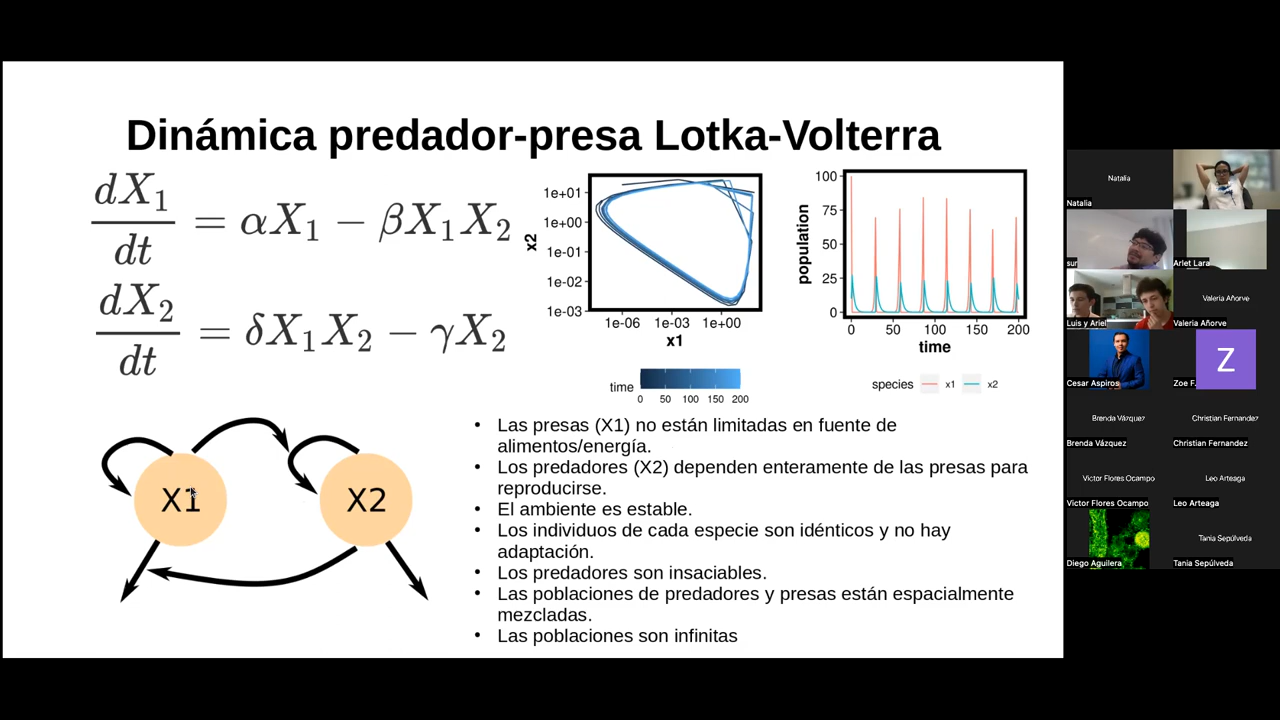 Dinámica predador-presa Lotka-Volterra
dX₁/dt = αX₁ − βX₁X₂
dX₂/dt = δX₁X₂ − γX₂
x2
1e+01
1e+00
1e-01
1e-02
1e-03
1e-06 1e-03 1e+00
x1
time
0 50 100 150 200
population
100
75
50
25
0
0 50 100 150 200
time
species x1 x2
X1
X2
• Las presas (X1) no están limitadas en fuente de
alimentos/energía.
• Los predadores (X2) dependen enteramente de las presas para
reproducirse.
• El ambiente es estable.
• Los individuos de cada especie son idénticos y no hay
adaptación.
• Los predadores son insaciables.
• Las poblaciones de predadores y presas están espacialmente
mezcladas.
• Las poblaciones son infinitas
Natalia
Natalia
sur
Arlet Lara
Luis y Ariel
Valeria Añorve
Valeria Añorve
Cesar Aspiros
Z
Zoe F.
Brenda Vázquez
Brenda Vázquez
Christian Fernandez
Christian Fernandez
Victor Flores Ocampo
Victor Flores Ocampo
Leo Arteaga
Leo Arteaga
Diego Aguilera
Tania Sepúlveda
Tania Sepúlveda